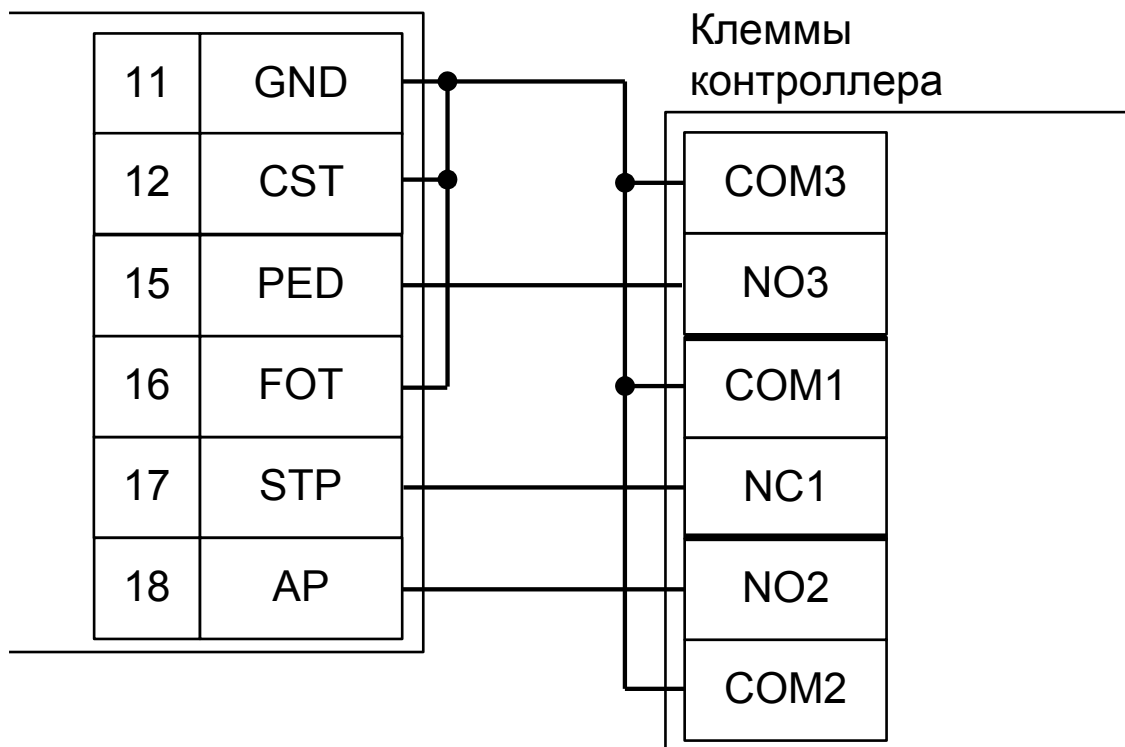 Клеммы
контроллера
11 GND
12 CST
15 PED
16 FOT
17 STP
18 AP
COM3
NO3
COM1
NC1
NO2
COM2